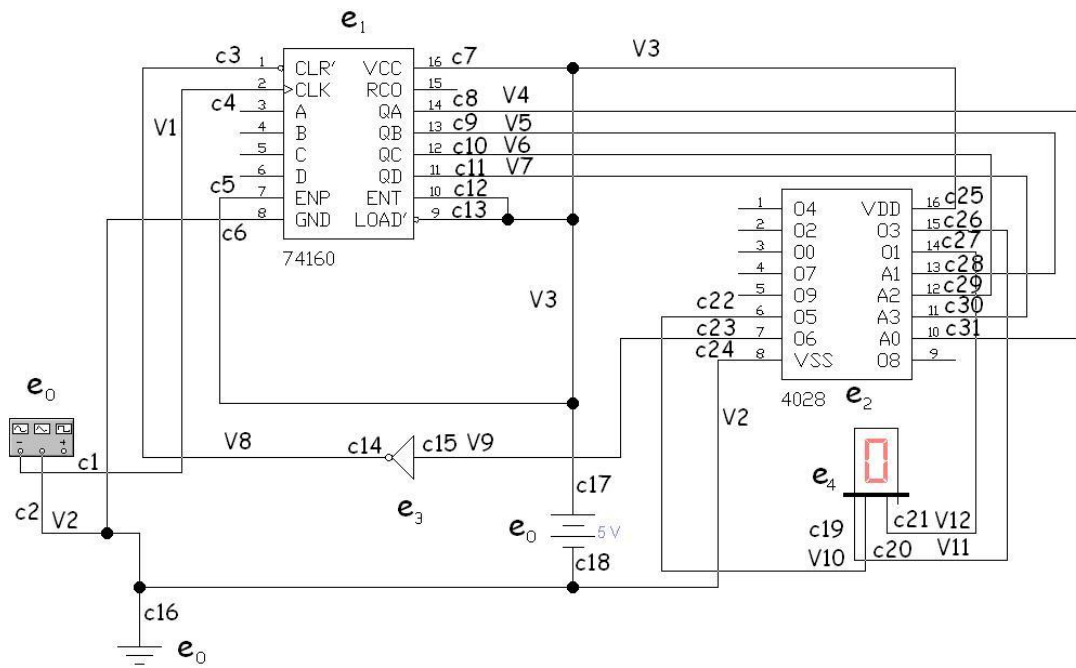 e1
c3 1 CLR' VCC 16 c7 V3
2 CLK RCO 15
c4 3 A QA 14 c8 V4
V1 4 B QB 13 c9 V5
5 C QC 12 c10 V6
6 D QD 11 c11 V7
c5 7 ENP ENT 10 c12
c6 8 GND LOAD' 9 c13
74160
1 O4 VDD 16 c25
2 O2 O3 15 c26
3 O0 O1 14 c27
4 O7 A1 13 c28
5 O9 A2 12 c29
c22 6 O5 A3 11 c30
c23 7 O6 A0 10 c31
c24 8 VSS O8 9
V3
4028 e2
V2
e0
- +
c1
c2 V2
V8 c14 c15 V9
e3
c17
e0 5 V
c18
0
e4
c19 c21 V12
V10 c20 V11
c16
e0